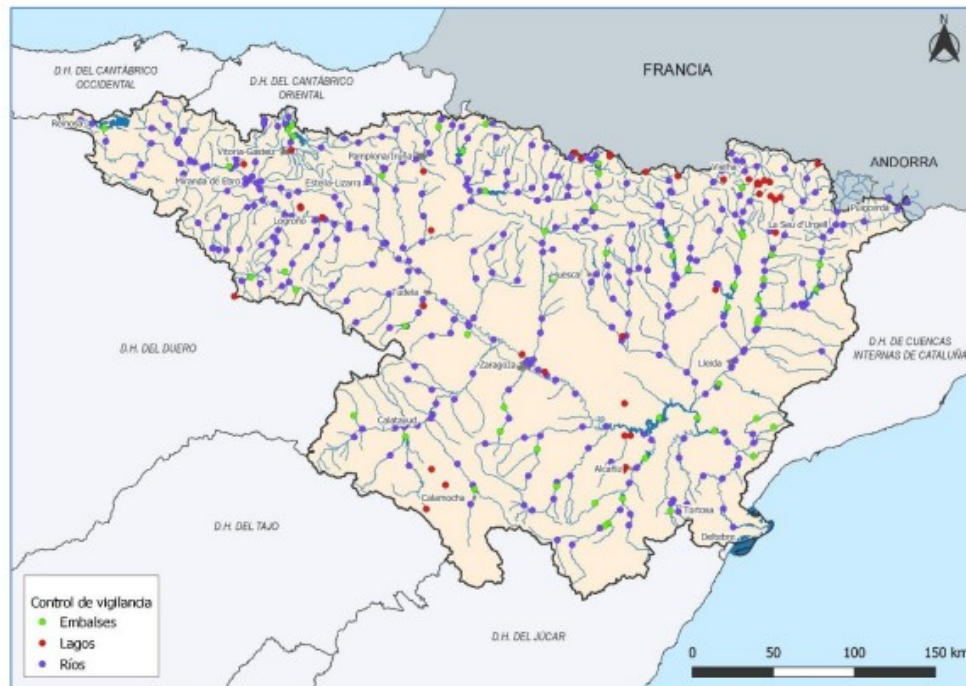 N
D.H. DEL CANTÁBRICO
OCCIDENTAL
D.H. DEL CANTÁBRICO
ORIENTAL
FRANCIA
ANDORRA
Reinosa
Vitoria-Gasteiz
Pamplona/Iruña
Vielha
Miranda de Ebro
Estella-Lizarra
Puigcerdà
Logroño
La Seu d'Urgell
Huesca
Tudela
D.H. DEL DUERO
D.H. DE CUENCAS
INTERNAS DE CATALUÑA
Zaragoza
Lleida
Calatayud
Alcañiz
Calamocha
Tortosa
D.H. DEL TAJO
Deltebre
D.H. DEL JÚCAR
Control de vigilancia
Embalses
Lagos
Ríos
0 50 100 150 km